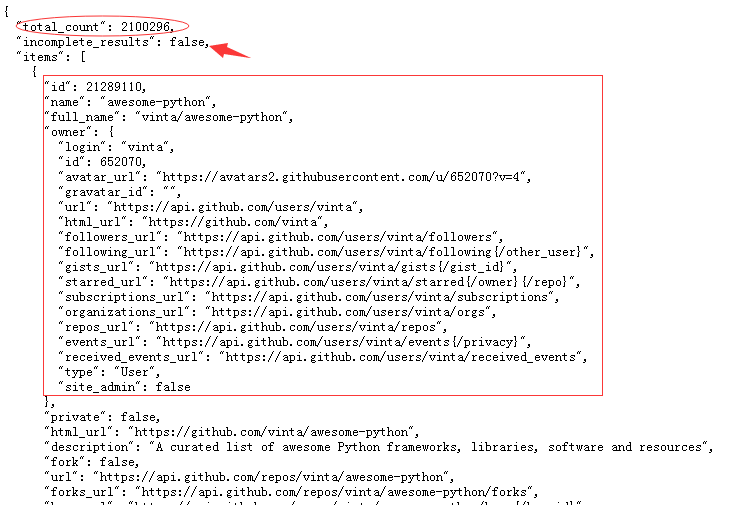 {
"total_count": 2100296,
"incomplete_results": false,
"items": [
{
"id": 21289110,
"name": "awesome-python",
"full_name": "vinta/awesome-python",
"owner": {
"login": "vinta",
"id": 652070,
"avatar_url": "https://avatars2.githubusercontent.com/u/652070?v=4",
"gravatar_id": "",
"url": "https://api.github.com/users/vinta",
"html_url": "https://github.com/vinta",
"followers_url": "https://api.github.com/users/vinta/followers",
"following_url": "https://api.github.com/users/vinta/following{/other_user}",
"gists_url": "https://api.github.com/users/vinta/gists{/gist_id}",
"starred_url": "https://api.github.com/users/vinta/starred{/owner}{/repo}",
"subscriptions_url": "https://api.github.com/users/vinta/subscriptions",
"organizations_url": "https://api.github.com/users/vinta/orgs",
"repos_url": "https://api.github.com/users/vinta/repos",
"events_url": "https://api.github.com/users/vinta/events{/privacy}",
"received_events_url": "https://api.github.com/users/vinta/received_events",
"type": "User",
"site_admin": false
},
"private": false,
"html_url": "https://github.com/vinta/awesome-python",
"description": "A curated list of awesome Python frameworks, libraries, software and resources",
"fork": false,
"url": "https://api.github.com/repos/vinta/awesome-python",
"forks_url": "https://api.github.com/repos/vinta/awesome-python/forks",